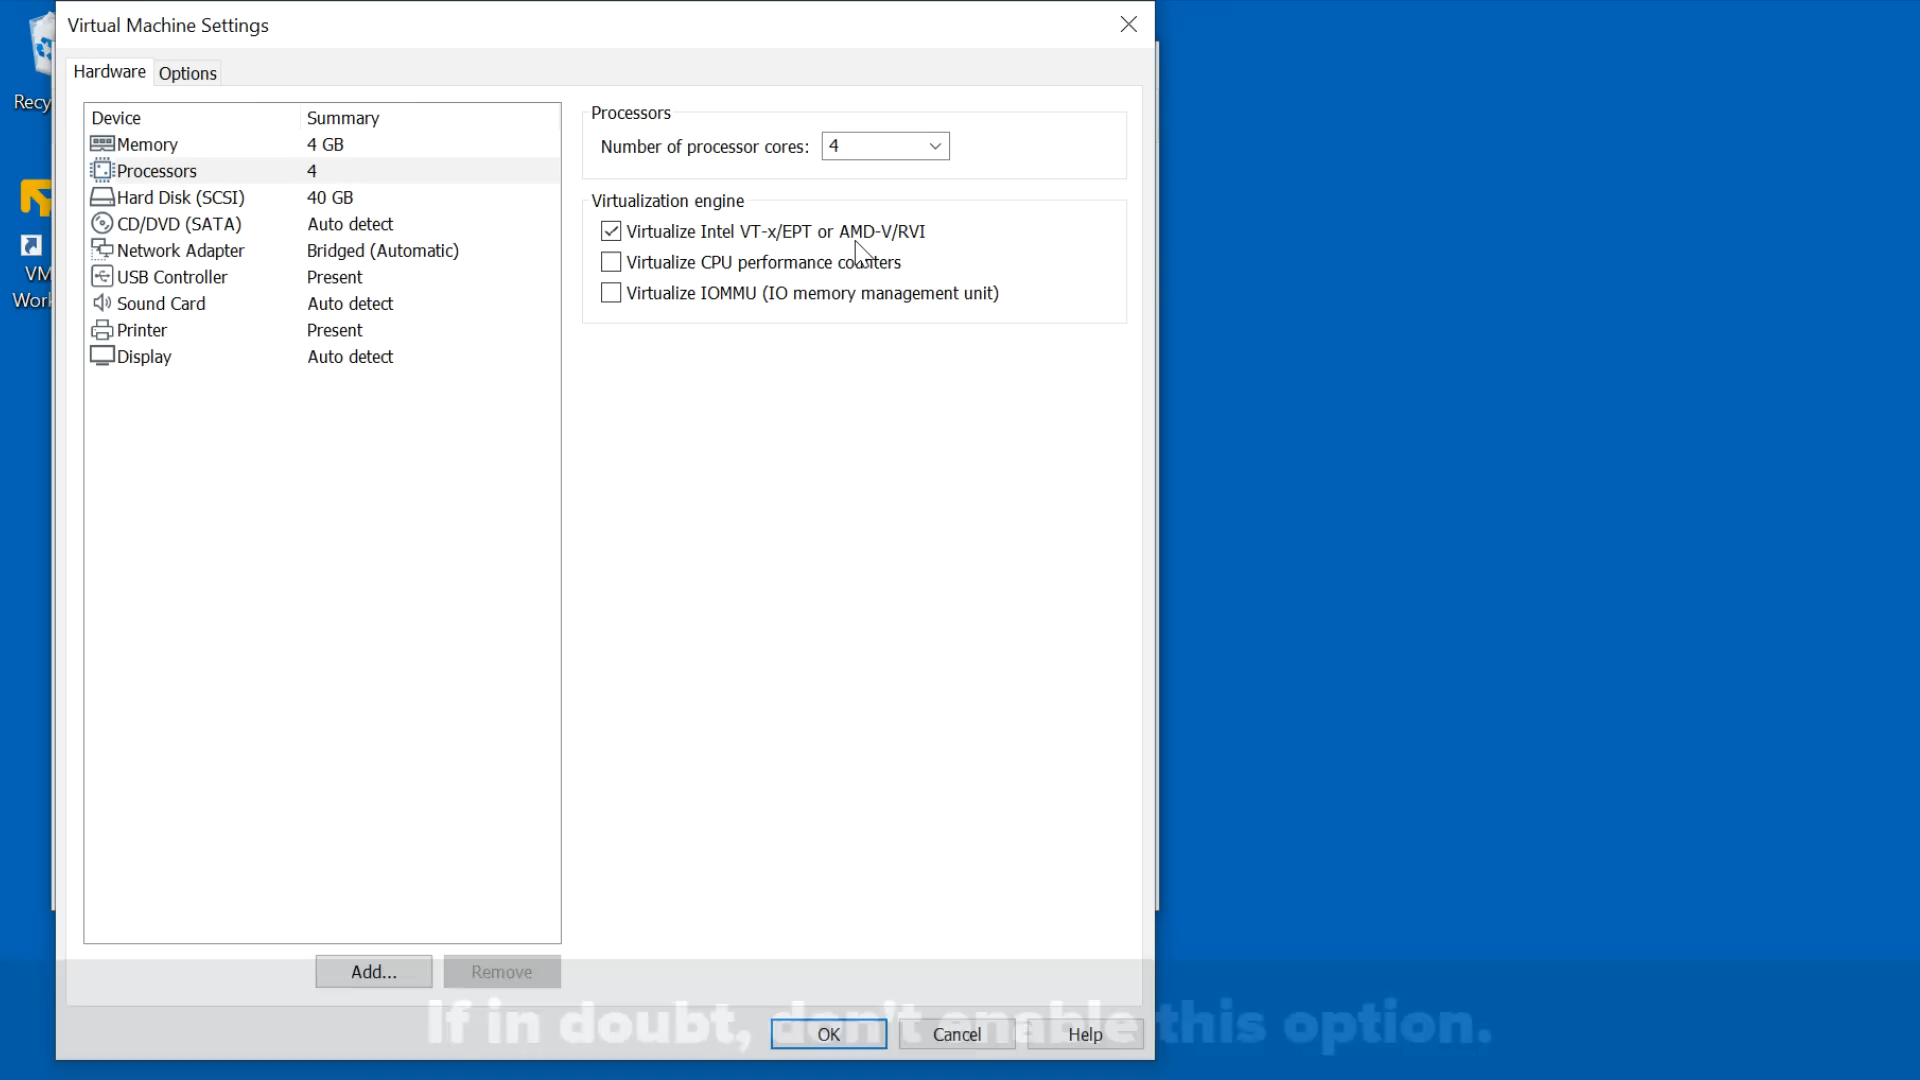 Virtual Machine Settings
Hardware
Options
Device Summary
Memory 4 GB
Processors 4
Hard Disk (SCSI) 40 GB
CD/DVD (SATA) Auto detect
Network Adapter Bridged (Automatic)
USB Controller Present
Sound Card Auto detect
Printer Present
Display Auto detect
Processors
Number of processor cores: 4
Virtualization engine
Virtualize Intel VT-x/EPT or AMD-V/RVI
Virtualize CPU performance counters
Virtualize IOMMU (IO memory management unit)
Recy
VM
Work
Add...
Remove
If in doubt, don't enable this option.
OK
Cancel
Help